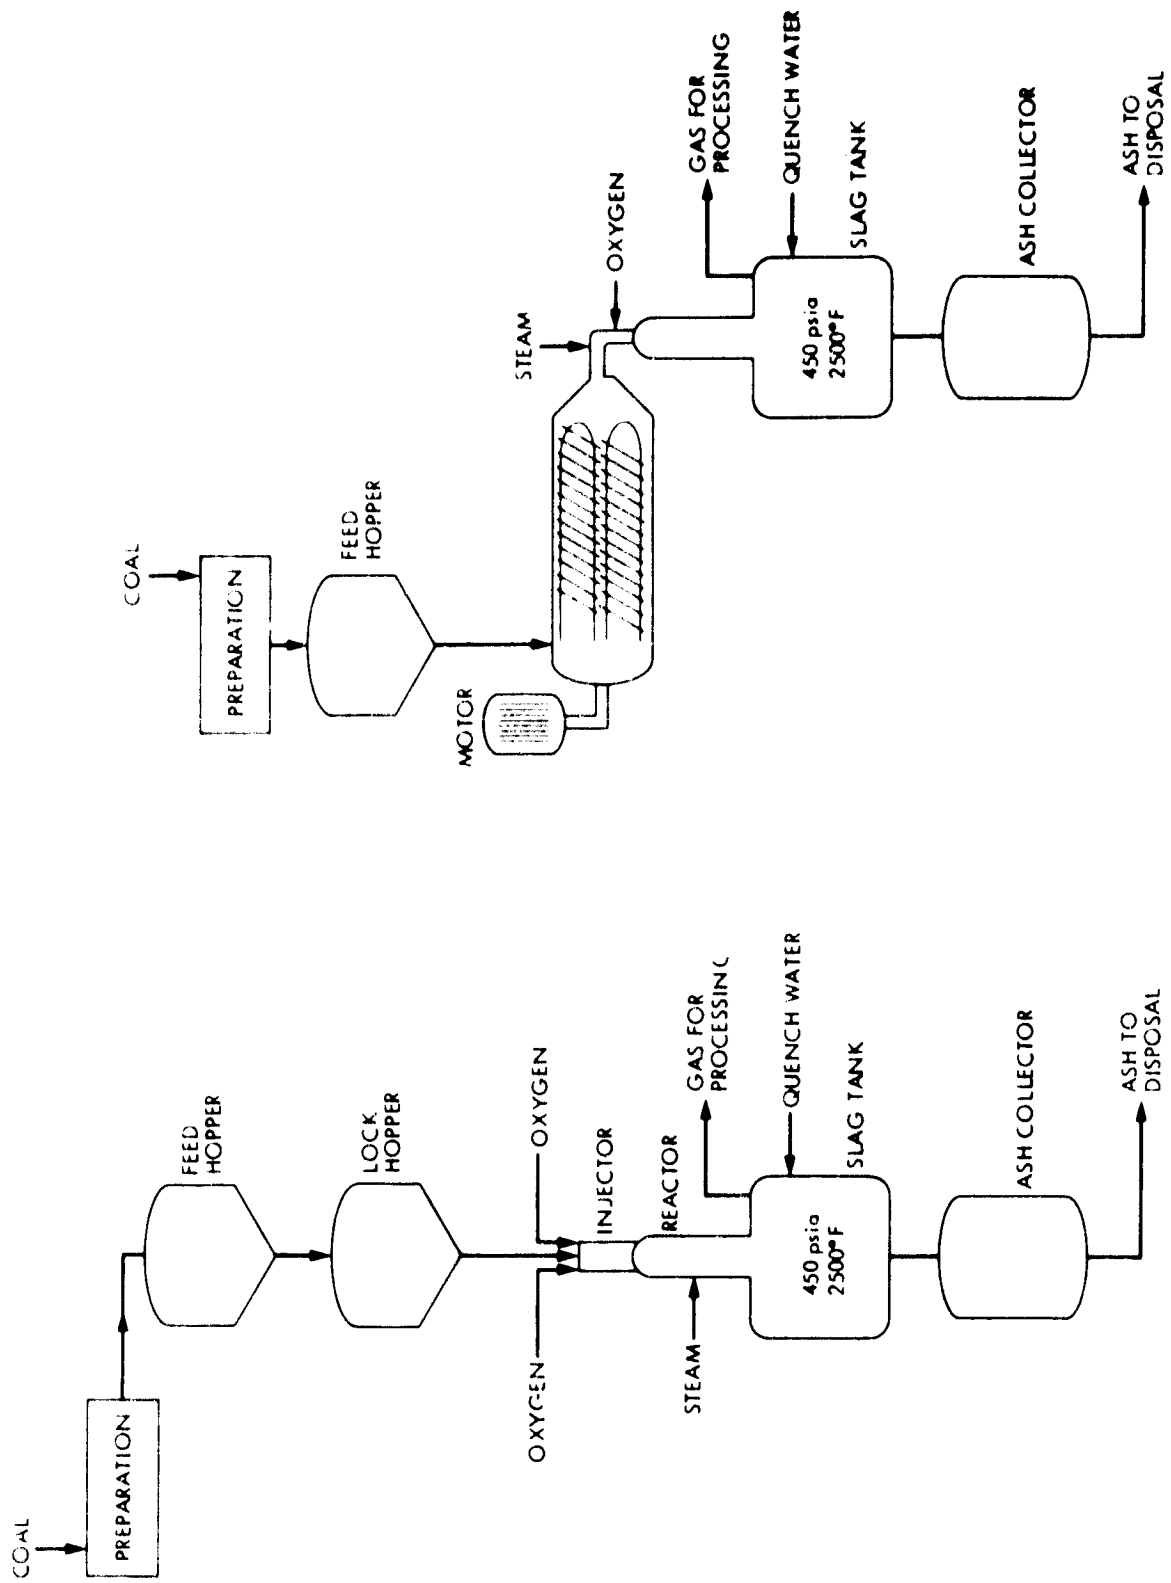 COAL
PREPARATION
FEED
HOPPER
LOCK
HOPPER
OXYGEN
OXYGEN
INJECTOR
REACTOR
STEAM
GAS FOR
PROCESSING
450 psia
2500°F
QUENCH WATER
SLAG TANK
ASH COLLECTOR
ASH TO
DISPOSAL
COAL
PREPARATION
FEED
HOPPER
MOTOR
STEAM
OXYGEN
GAS FOR
PROCESSING
450 psia
2500°F
QUENCH WATER
SLAG TANK
ASH COLLECTOR
ASH TO
DISPOSAL